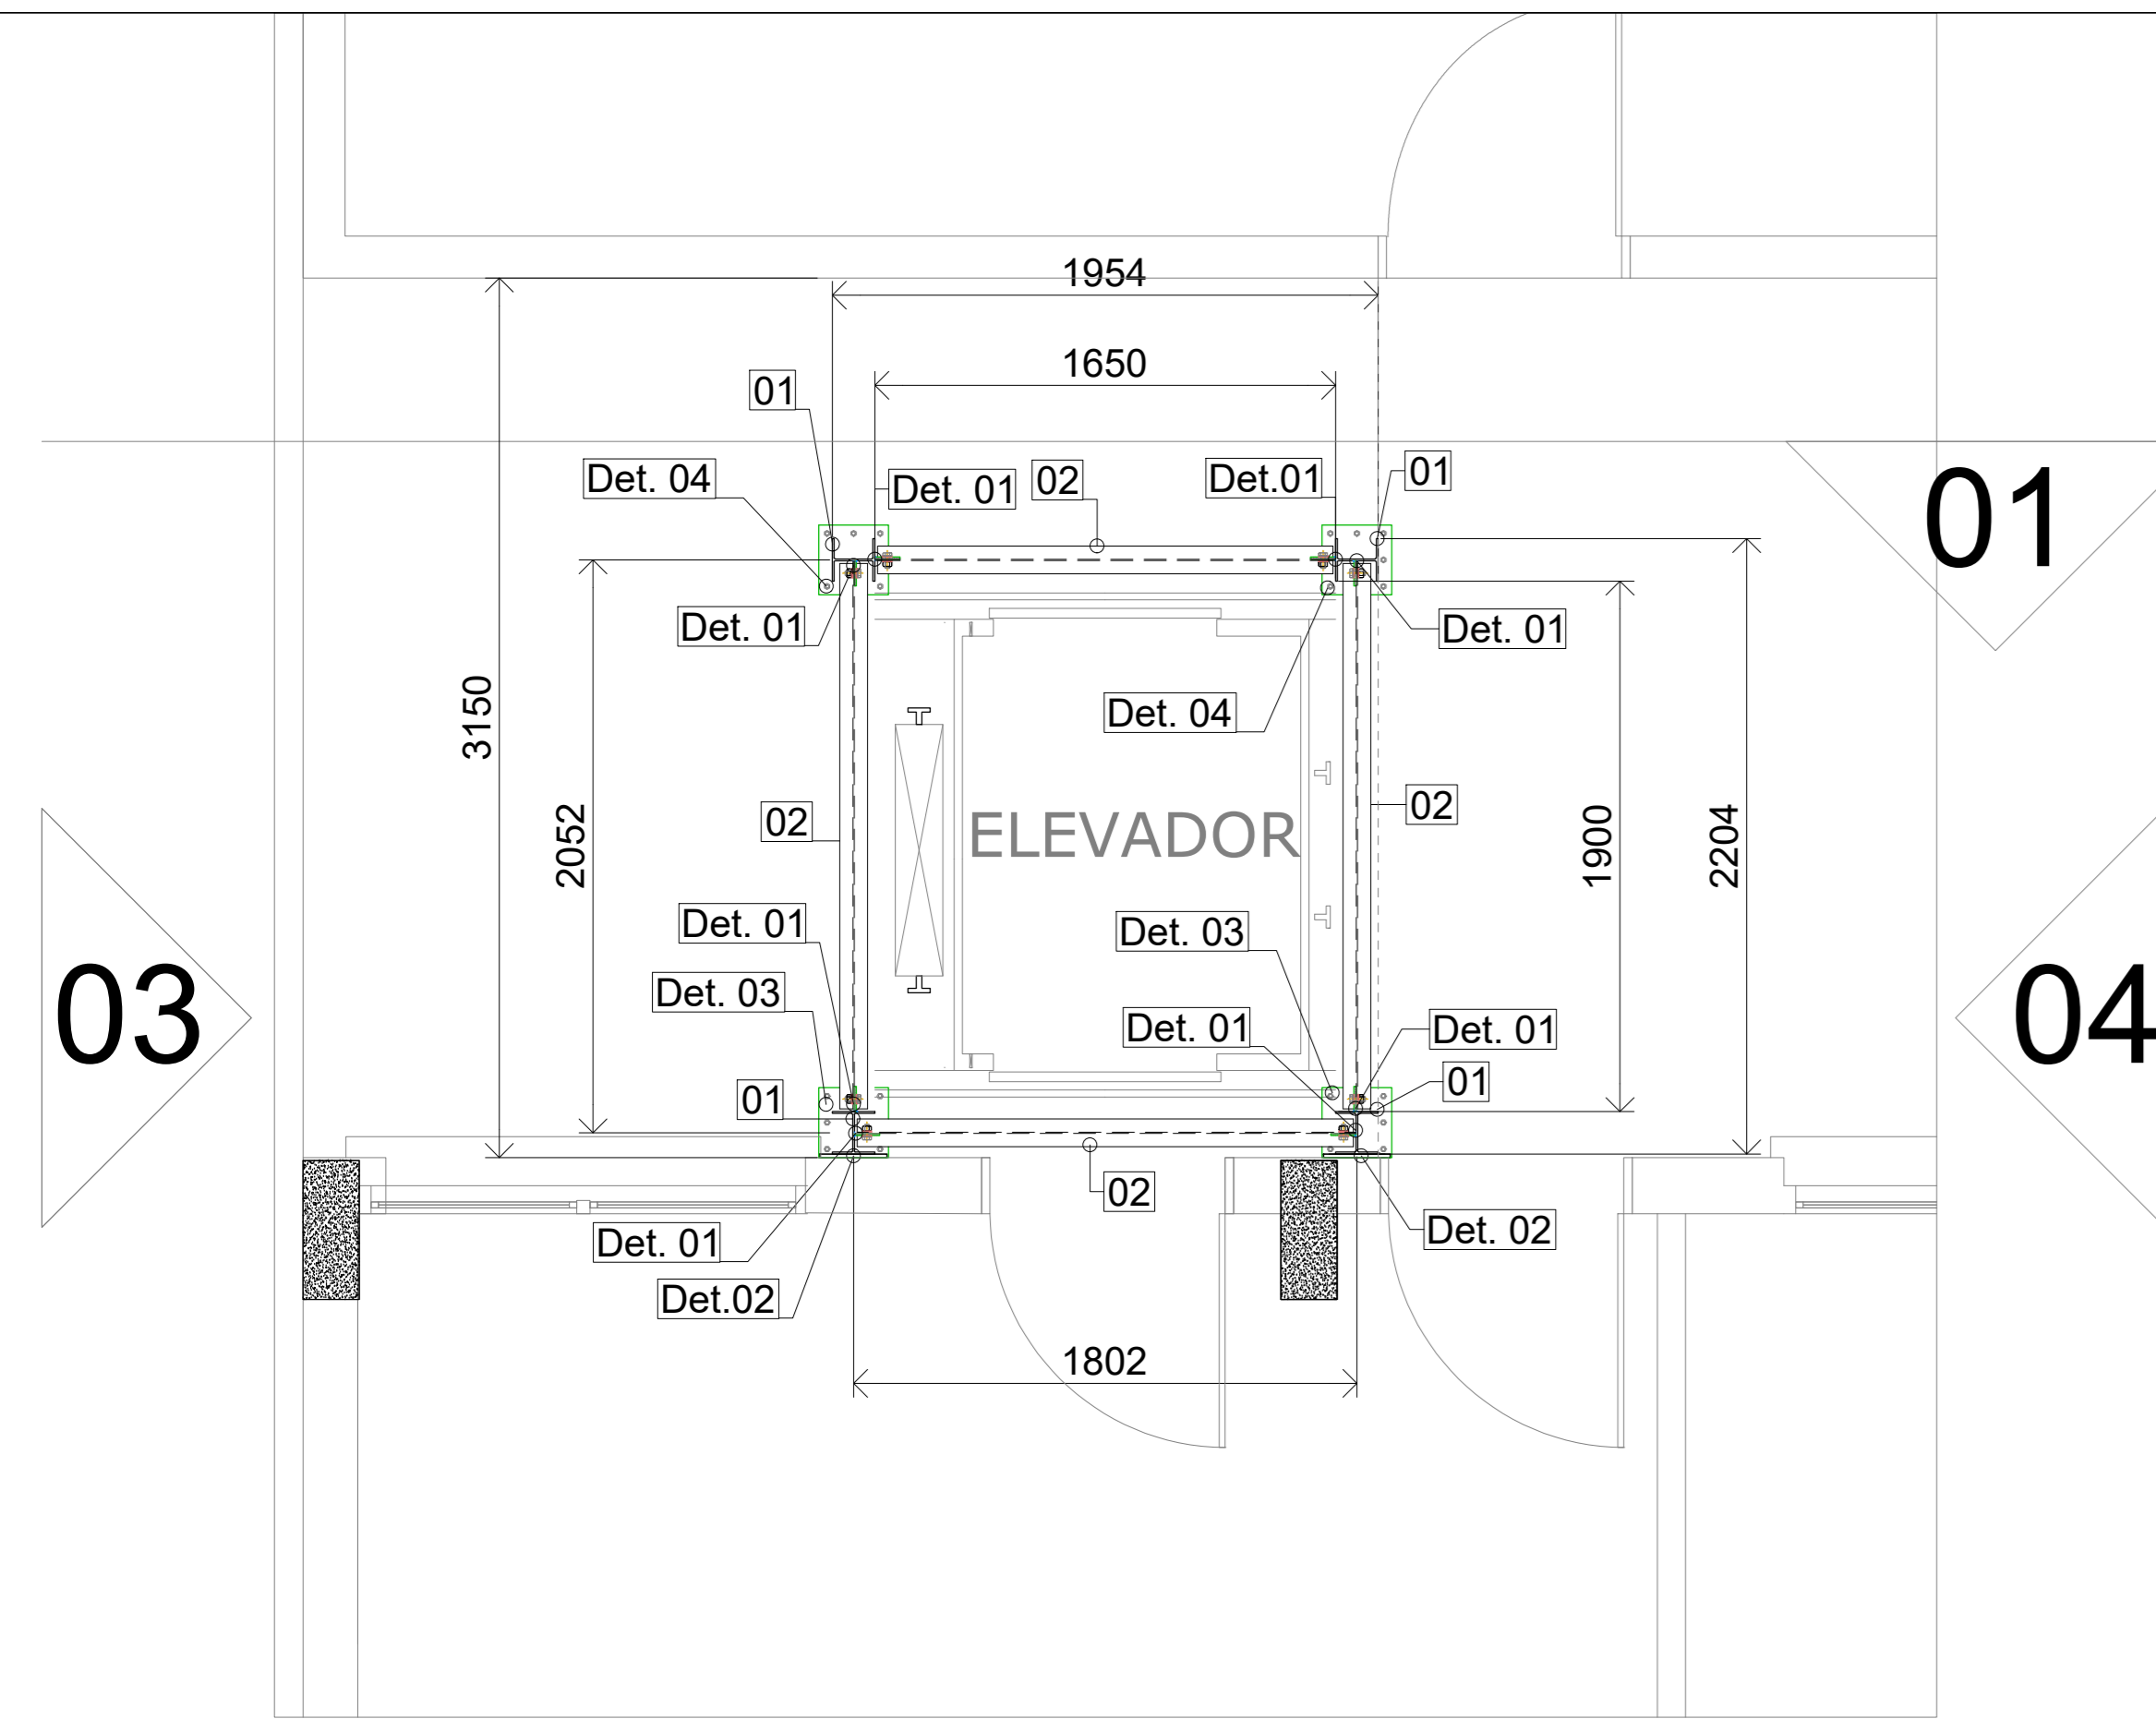 1954
1650
01
Det. 04
Det. 01
02
Det.01
01
01
Det. 01
Det. 01
3150
Det. 04
2052
02
ELEVADOR
02
1900
2204
Det. 01
Det. 03
03
Det. 03
04
Det. 01
Det. 01
01
01
02
Det. 01
Det. 02
Det.02
1802